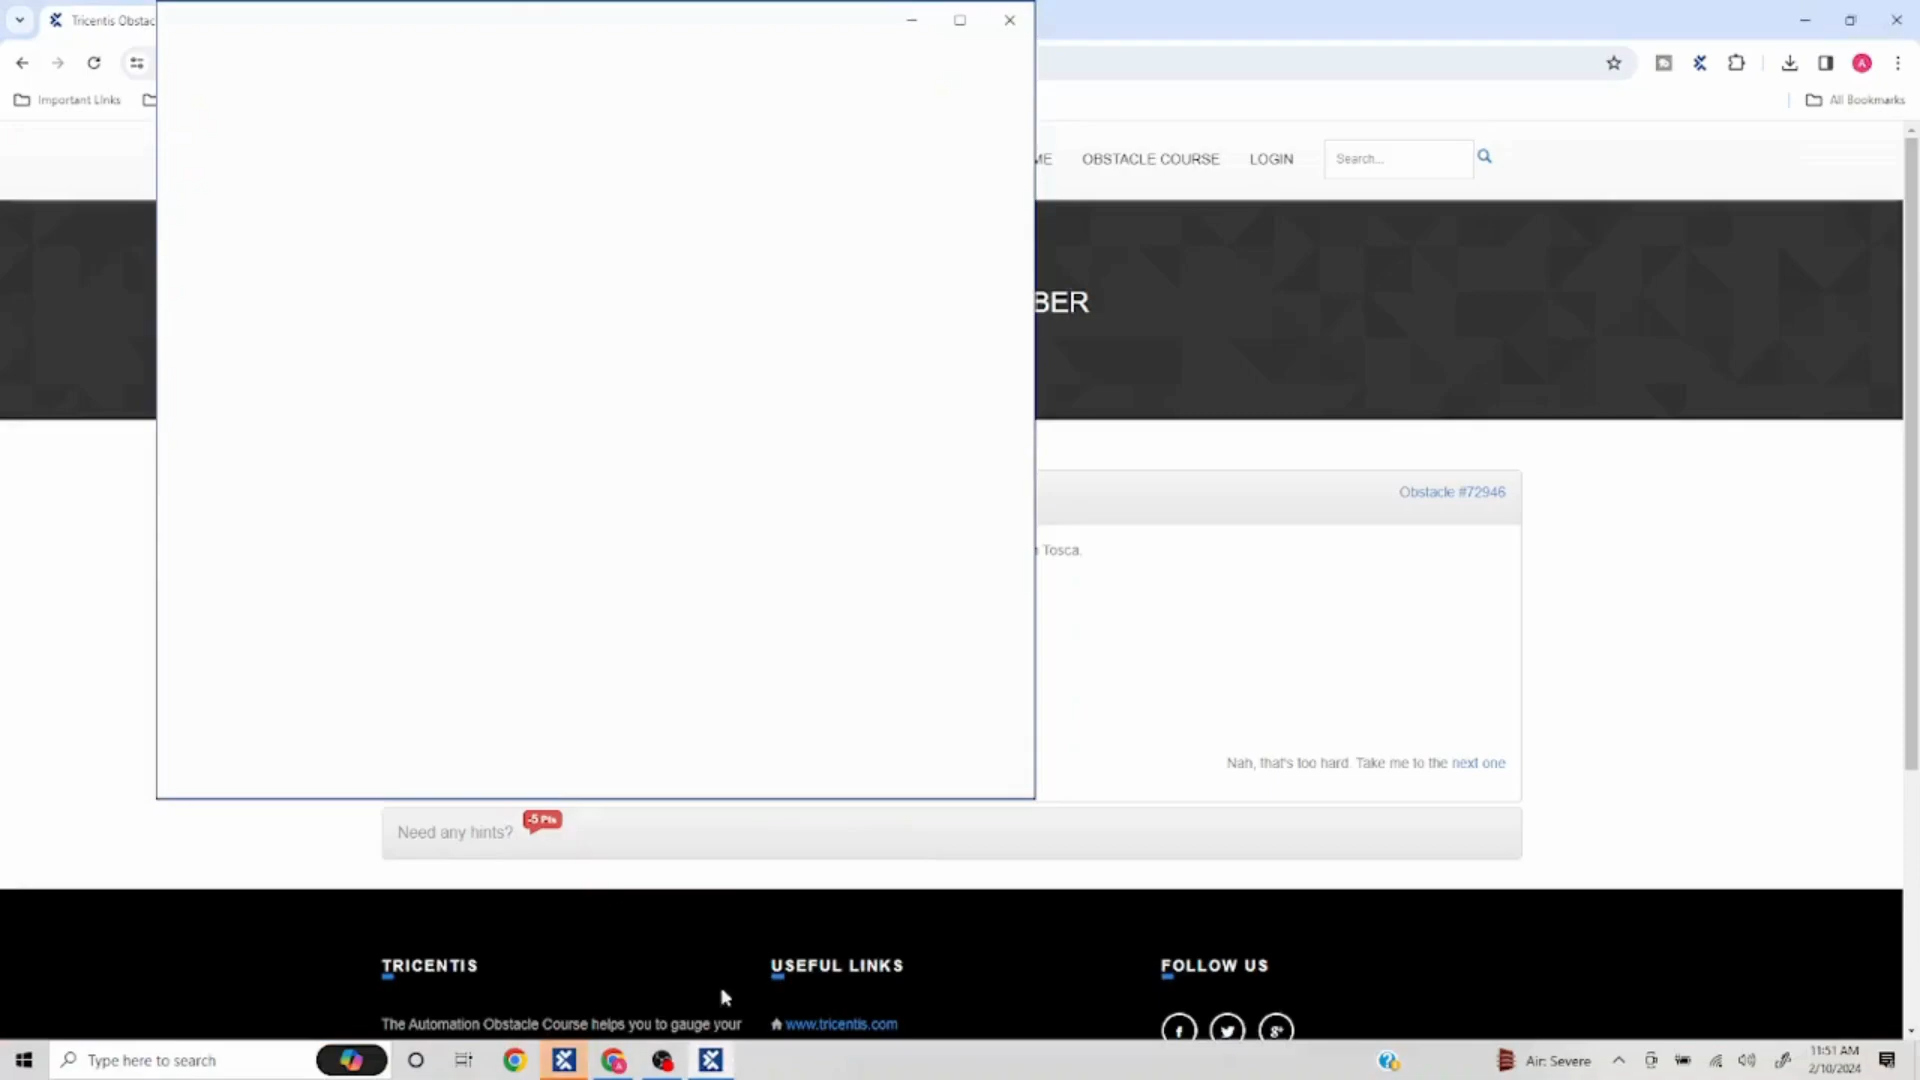 Tricentis Obstac
Important Links
All Bookmarks
ME
OBSTACLE COURSE
LOGIN
Search...
BER
Obstacle #72946
Tosca.
Nah, that's too hard. Take me to the next one
Need any hints?
-5 Pts
TRICENTIS
USEFUL LINKS
FOLLOW US
The Automation Obstacle Course helps you to gauge your
www.tricentis.com
Type here to search
Air: Severe
11:51 AM
2/10/2024